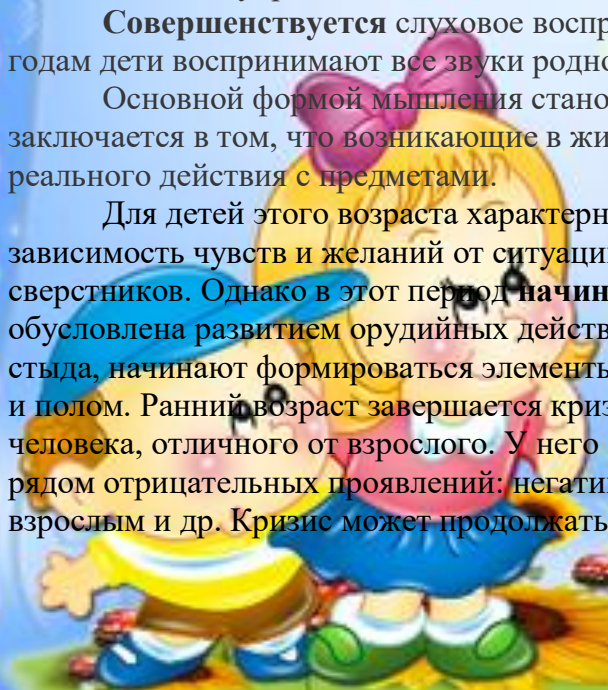 Совершенствуется слуховое воспр
годам дети воспринимают все звуки родно
Основной формой мышления стано
заключается в том, что возникающие в жи
реального действия с предметами.
Для детей этого возраста характерн
зависимость чувств и желаний от ситуаци
сверстников. Однако в этот период начин
обусловлена развитием орудийных действ
стыда, начинают формироваться элементы
и полом. Ранний возраст завершается криз
человека, отличного от взрослого. У него
рядом отрицательных проявлений: негати
взрослым и др. Кризис может продолжать